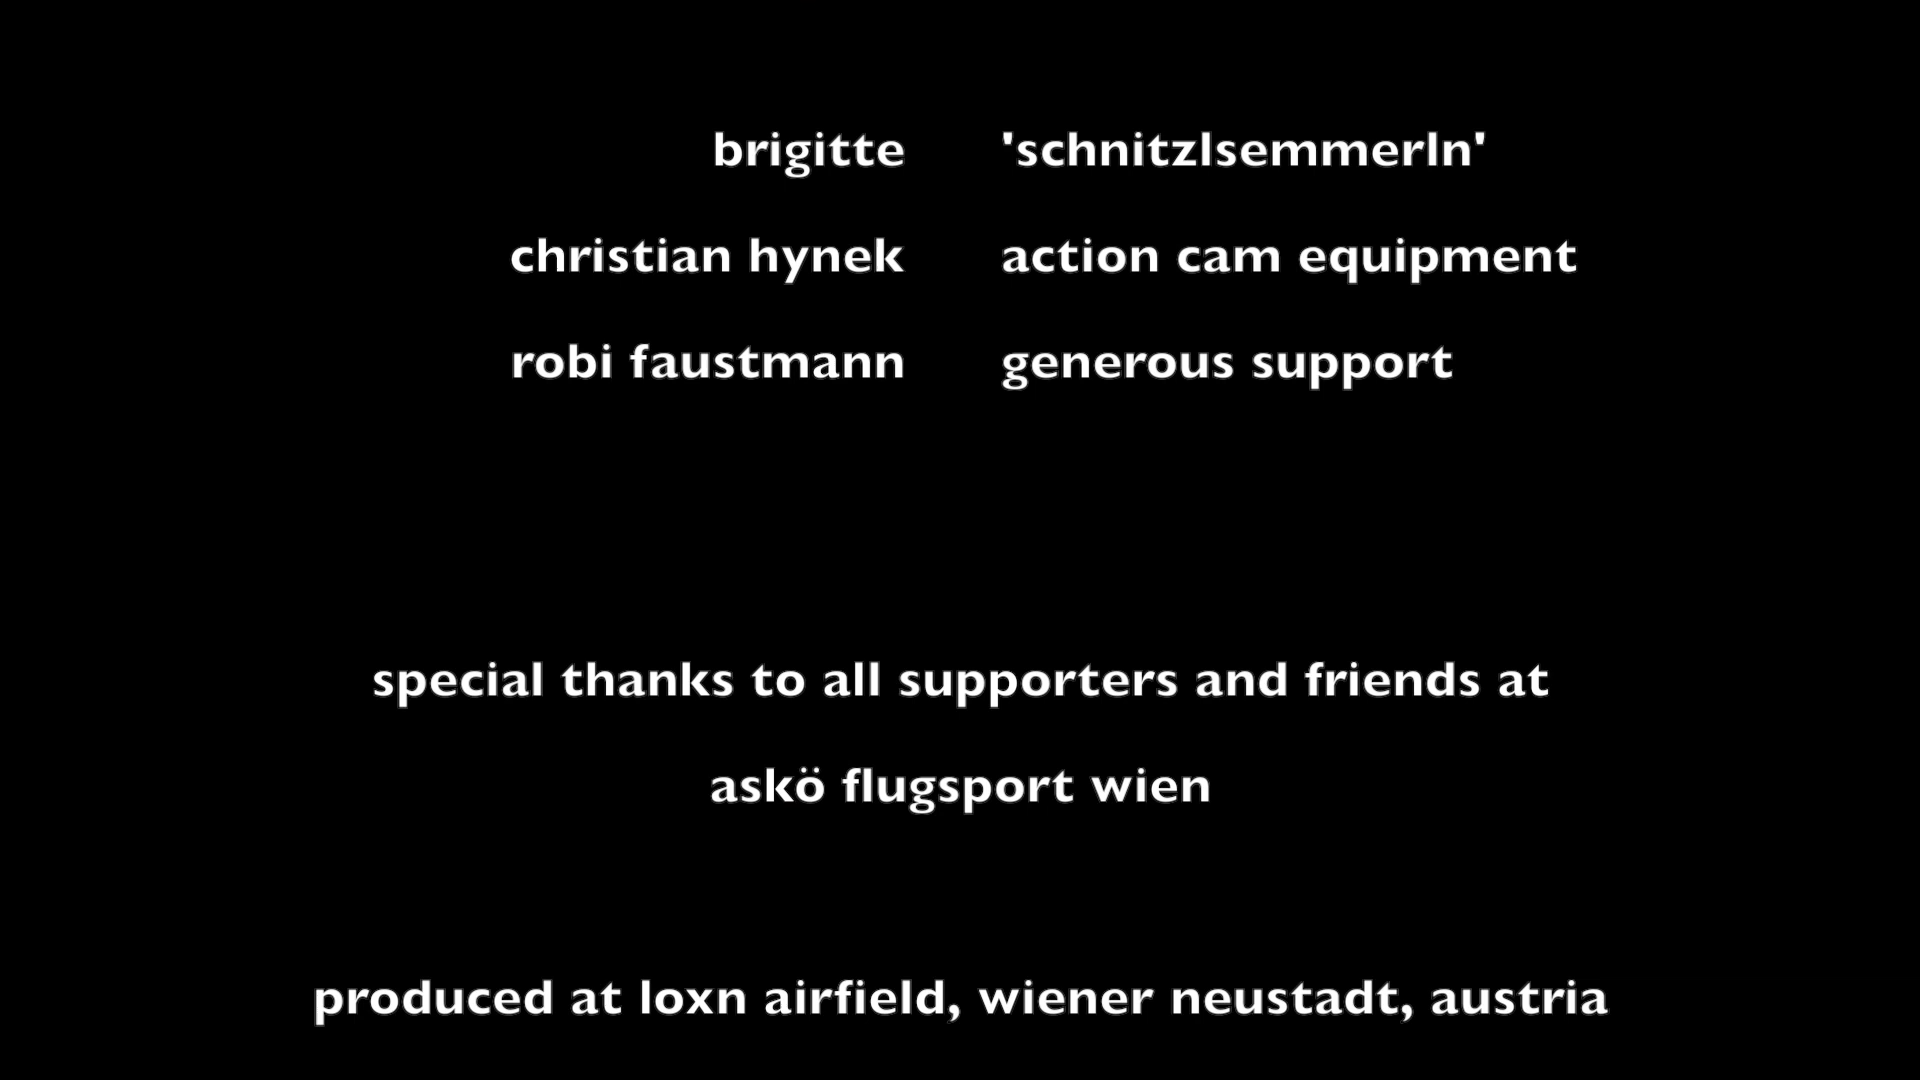 brigitte 'schnitzlsemmerln'
christian hynek action cam equipment
robi faustmann generous support
special thanks to all supporters and friends at
askö flugsport wien
produced at loxn airfield, wiener neustadt, austria